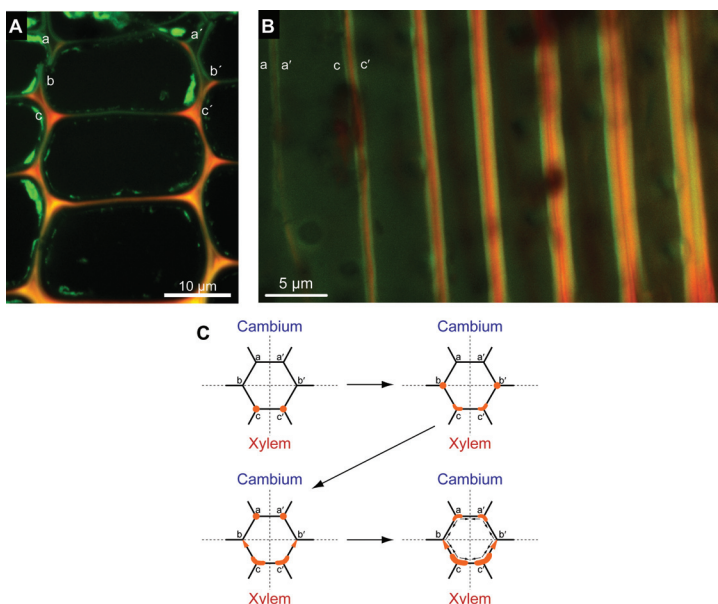 A
a
a´
b
b´
c
c´
10 µm
B
a
a′
c
c′
5 µm
C
Cambium
a a′
b b′
c c′
Xylem
Cambium
a a′
b b′
c c′
Xylem
Cambium
a a′
b b′
c c′
Xylem
Cambium
a a′
b b′
c c′
Xylem